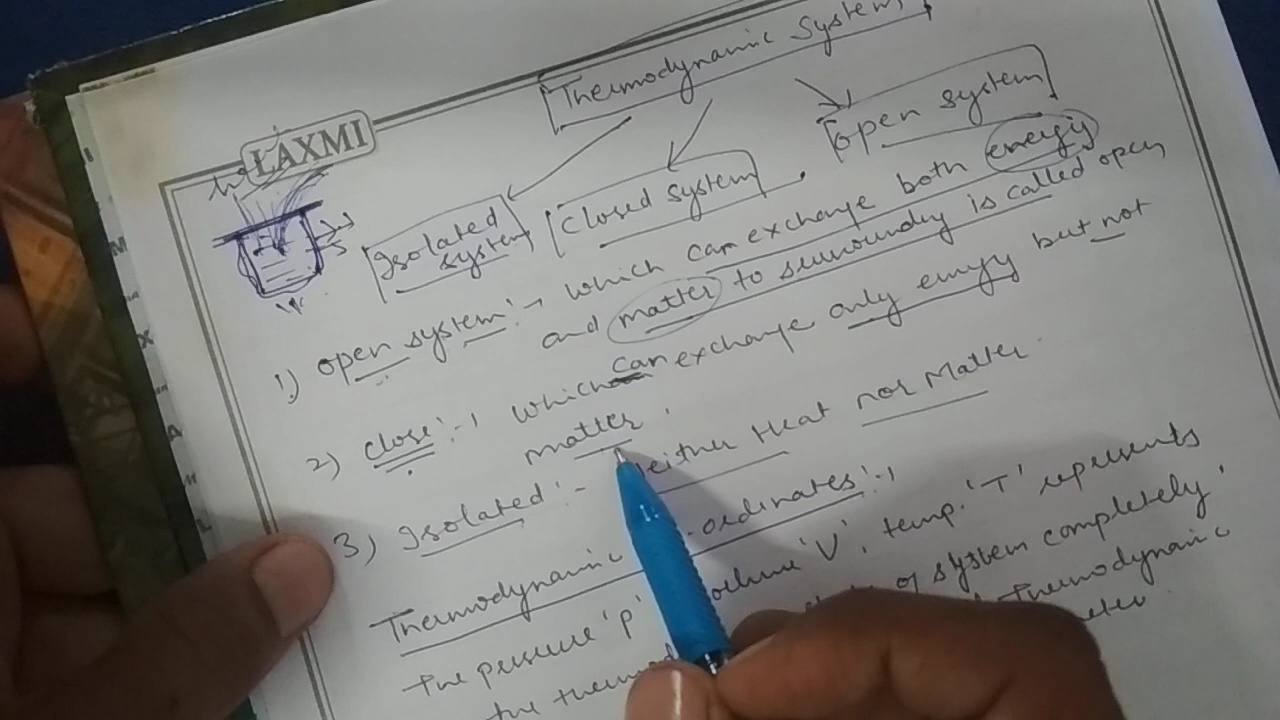 Thermodynamic System
LAXMI
Isolated system
Closed system
open system
1) open system :→ which can exchange both energy
and matter to surroundry is called open
2) close :- which can exchange only energy but not
matter.
3) Isolated :- neither Heat nor Matter
Thermodynamic ordinates :-
The pressure 'P' volume 'V', temp. 'T' represents
the of system completely,
Thermodynamic